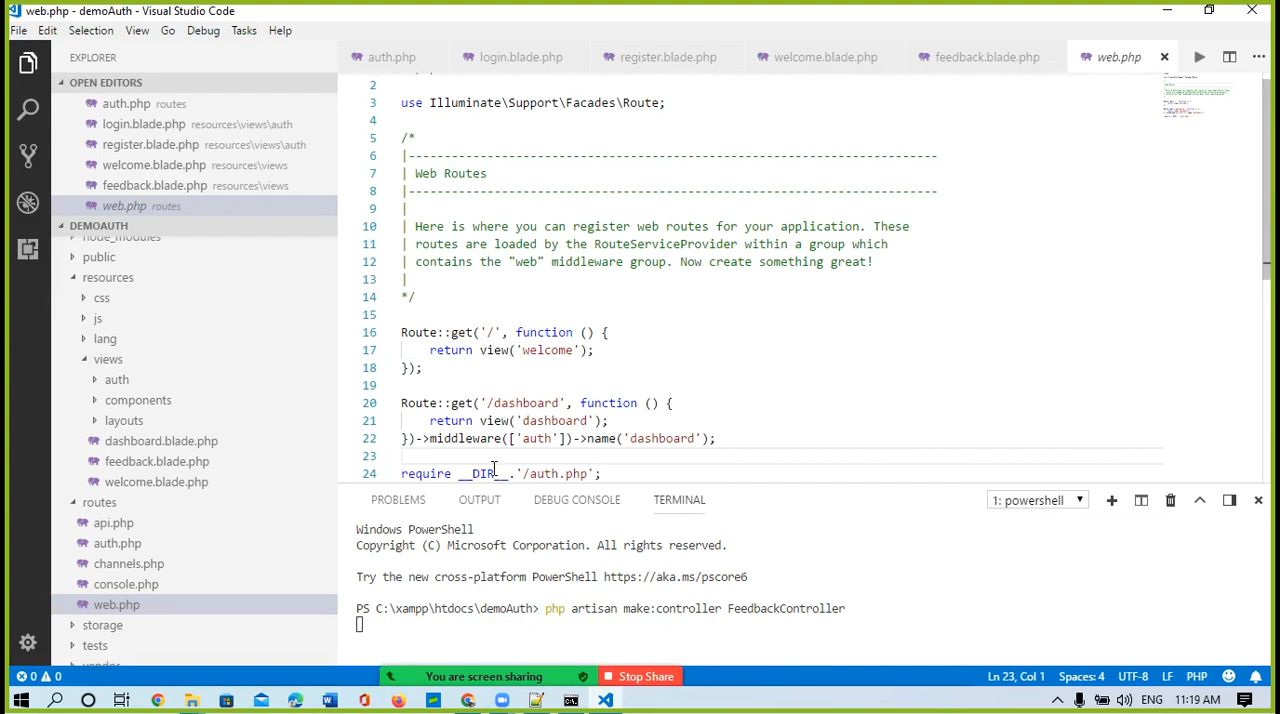 web.php - demoAuth - Visual Studio Code
File Edit Selection View Go Debug Tasks Help
EXPLORER
auth.php login.blade.php register.blade.php welcome.blade.php feedback.blade.php web.php
OPEN EDITORS
auth.php routes
login.blade.php resources\views\auth
register.blade.php resources\views\auth
welcome.blade.php resources\views
feedback.blade.php resources\views
web.php routes
DEMOAUTH
node_modules
public
resources
css
js
lang
views
auth
components
layouts
dashboard.blade.php
feedback.blade.php
welcome.blade.php
routes
api.php
auth.php
channels.php
console.php
web.php
storage
tests
vendor
2
3 use Illuminate\Support\Facades\Route;
4
5 /*
6 |--------------------------------------------------------------------------
7 | Web Routes
8 |--------------------------------------------------------------------------
9 |
10 | Here is where you can register web routes for your application. These
11 | routes are loaded by the RouteServiceProvider within a group which
12 | contains the "web" middleware group. Now create something great!
13 |
14 */
15
16 Route::get('/', function () {
17 return view('welcome');
18 });
19
20 Route::get('/dashboard', function () {
21 return view('dashboard');
22 })->middleware(['auth'])->name('dashboard');
23
24 require __DIR__.'/auth.php';
PROBLEMS OUTPUT DEBUG CONSOLE TERMINAL 1: powershell
Windows PowerShell
Copyright (C) Microsoft Corporation. All rights reserved.
Try the new cross-platform PowerShell https://aka.ms/pscore6
PS C:\xampp\htdocs\demoAuth> php artisan make:controller FeedbackController
0 0 You are screen sharing Stop Share Ln 23, Col 1 Spaces: 4 UTF-8 LF PHP
ENG 11:19 AM